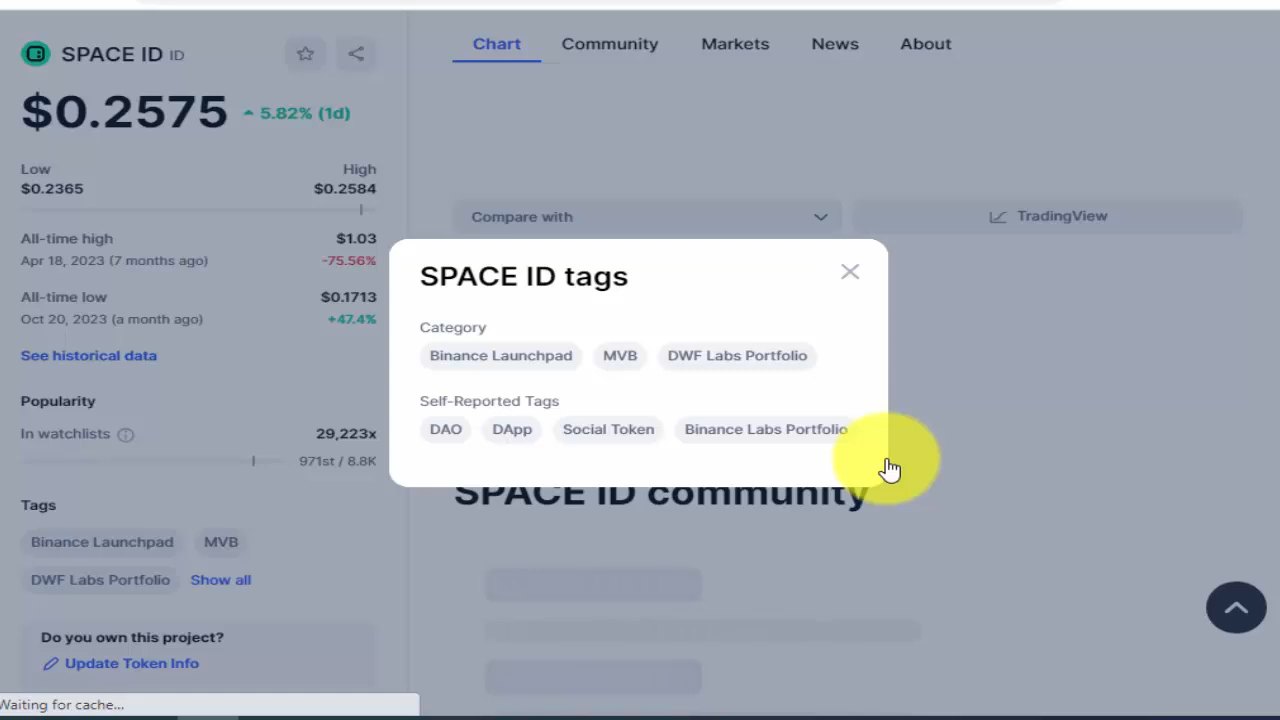 SPACE ID ID
$0.2575 5.82% (1d)
Low High
$0.2365 $0.2584
All-time high $1.03
Apr 18, 2023 (7 months ago) -75.56%
All-time low $0.1713
Oct 20, 2023 (a month ago) +47.4%
See historical data
Popularity
In watchlists 29,223x
971st / 8.8K
Tags
Binance Launchpad MVB
DWF Labs Portfolio Show all
Do you own this project?
Update Token Info
Waiting for cache...
Chart Community Markets News About
Compare with TradingView
SPACE ID tags
Category
Binance Launchpad MVB DWF Labs Portfolio
Self-Reported Tags
DAO DApp Social Token Binance Labs Portfolio
SPACE ID community